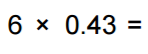 6 × 0.43 =